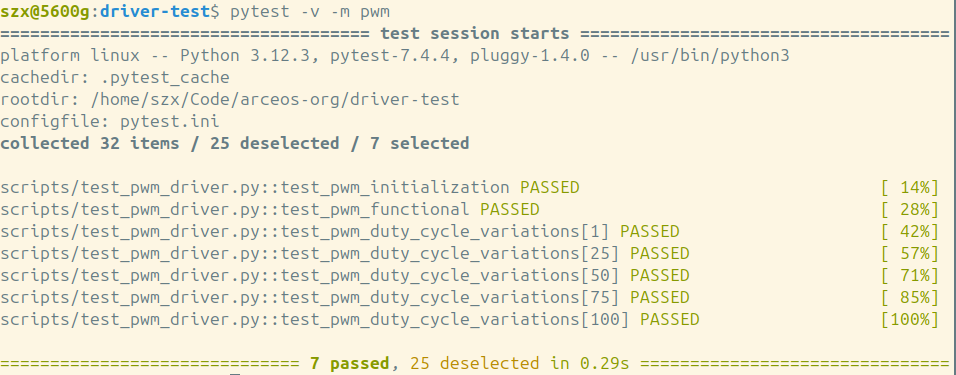 szx@5600g:driver-test$ pytest -v -m pwm
===================================== test session starts =====================================
platform linux -- Python 3.12.3, pytest-7.4.4, pluggy-1.4.0 -- /usr/bin/python3
cachedir: .pytest_cache
rootdir: /home/szx/Code/arceos-org/driver-test
configfile: pytest.ini
collected 32 items / 25 deselected / 7 selected
scripts/test_pwm_driver.py::test_pwm_initialization PASSED [ 14%]
scripts/test_pwm_driver.py::test_pwm_functional PASSED [ 28%]
scripts/test_pwm_driver.py::test_pwm_duty_cycle_variations[1] PASSED [ 42%]
scripts/test_pwm_driver.py::test_pwm_duty_cycle_variations[25] PASSED [ 57%]
scripts/test_pwm_driver.py::test_pwm_duty_cycle_variations[50] PASSED [ 71%]
scripts/test_pwm_driver.py::test_pwm_duty_cycle_variations[75] PASSED [ 85%]
scripts/test_pwm_driver.py::test_pwm_duty_cycle_variations[100] PASSED [100%]
============================== 7 passed, 25 deselected in 0.29s ===============================